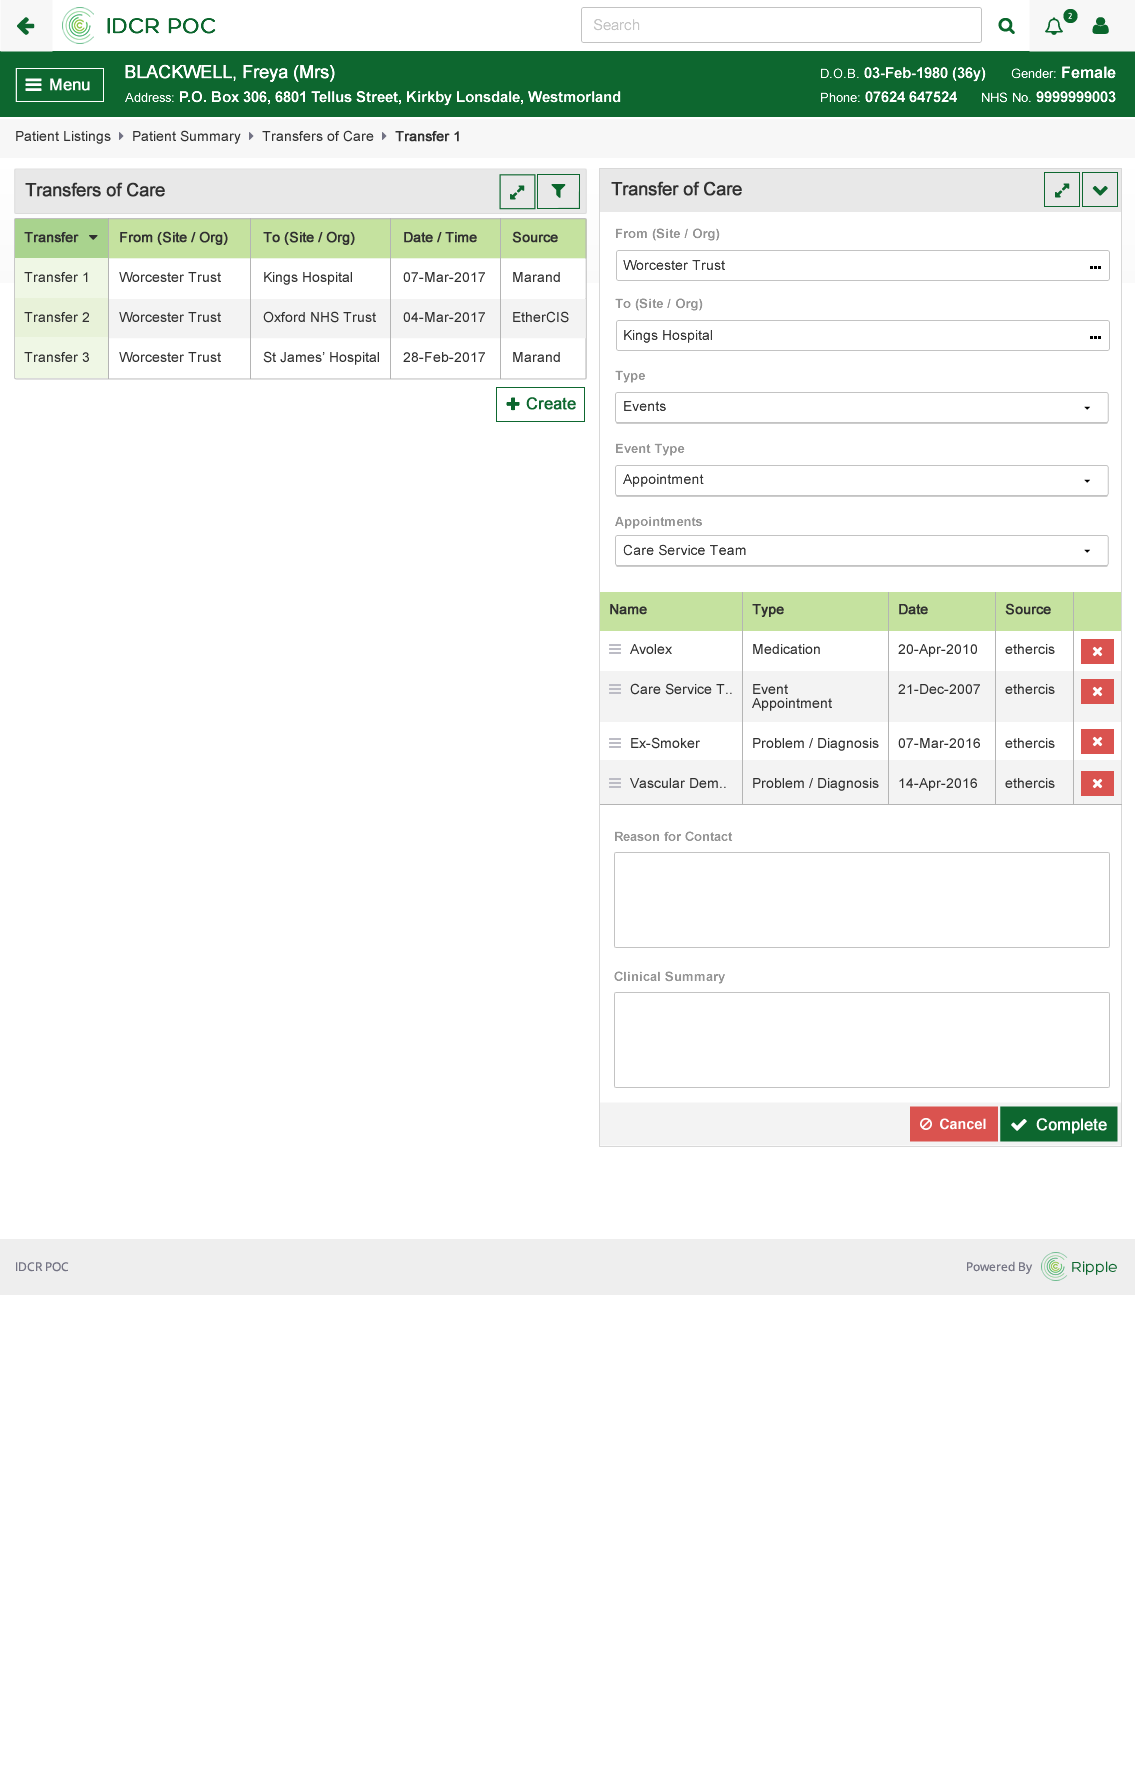 IDCR POC
Search
2
Menu
BLACKWELL, Freya (Mrs)
Address: P.O. Box 306, 6801 Tellus Street, Kirkby Lonsdale, Westmorland
D.O.B. 03-Feb-1980 (36y) Gender: Female
Phone: 07624 647524 NHS No. 9999999003
Patient Listings Patient Summary Transfers of Care Transfer 1
Transfers of Care
Transfer From (Site / Org) To (Site / Org) Date / Time Source
Transfer 1 Worcester Trust Kings Hospital 07-Mar-2017 Marand
Transfer 2 Worcester Trust Oxford NHS Trust 04-Mar-2017 EtherCIS
Transfer 3 Worcester Trust St James’ Hospital 28-Feb-2017 Marand
Create
Transfer of Care
From (Site / Org)
Worcester Trust
To (Site / Org)
Kings Hospital
Type
Events
Event Type
Appointment
Appointments
Care Service Team
Name Type Date Source
Avolex Medication 20-Apr-2010 ethercis
Care Service T.. Event Appointment 21-Dec-2007 ethercis
Ex-Smoker Problem / Diagnosis 07-Mar-2016 ethercis
Vascular Dem.. Problem / Diagnosis 14-Apr-2016 ethercis
Reason for Contact
Clinical Summary
Cancel Complete
IDCR POC
Powered By Ripple